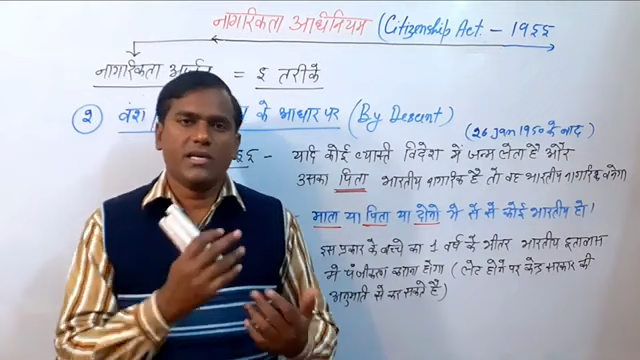 नागरिकता अधिनियम (Citizenship Act - 1955
नागरिकता = 5 तरीके
2 वंश के आधार पर (By Descent)
(26 Jan 1950 के बाद)
- यदि कोई व्यक्ति विदेश में जन्म लेता है और
उसका पिता भारतीय नागरिक है तो वह भारतीय नागरिक बनेगा
माता या पिता या दोनों में से कोई भारतीय हो।
इस प्रकार के बच्चे का 1 वर्ष के भीतर भारतीय दूतावास
में पंजीकरण कराना होगा (लेट होने पर केंद्र सरकार की
अनुमति से कर सकते है)